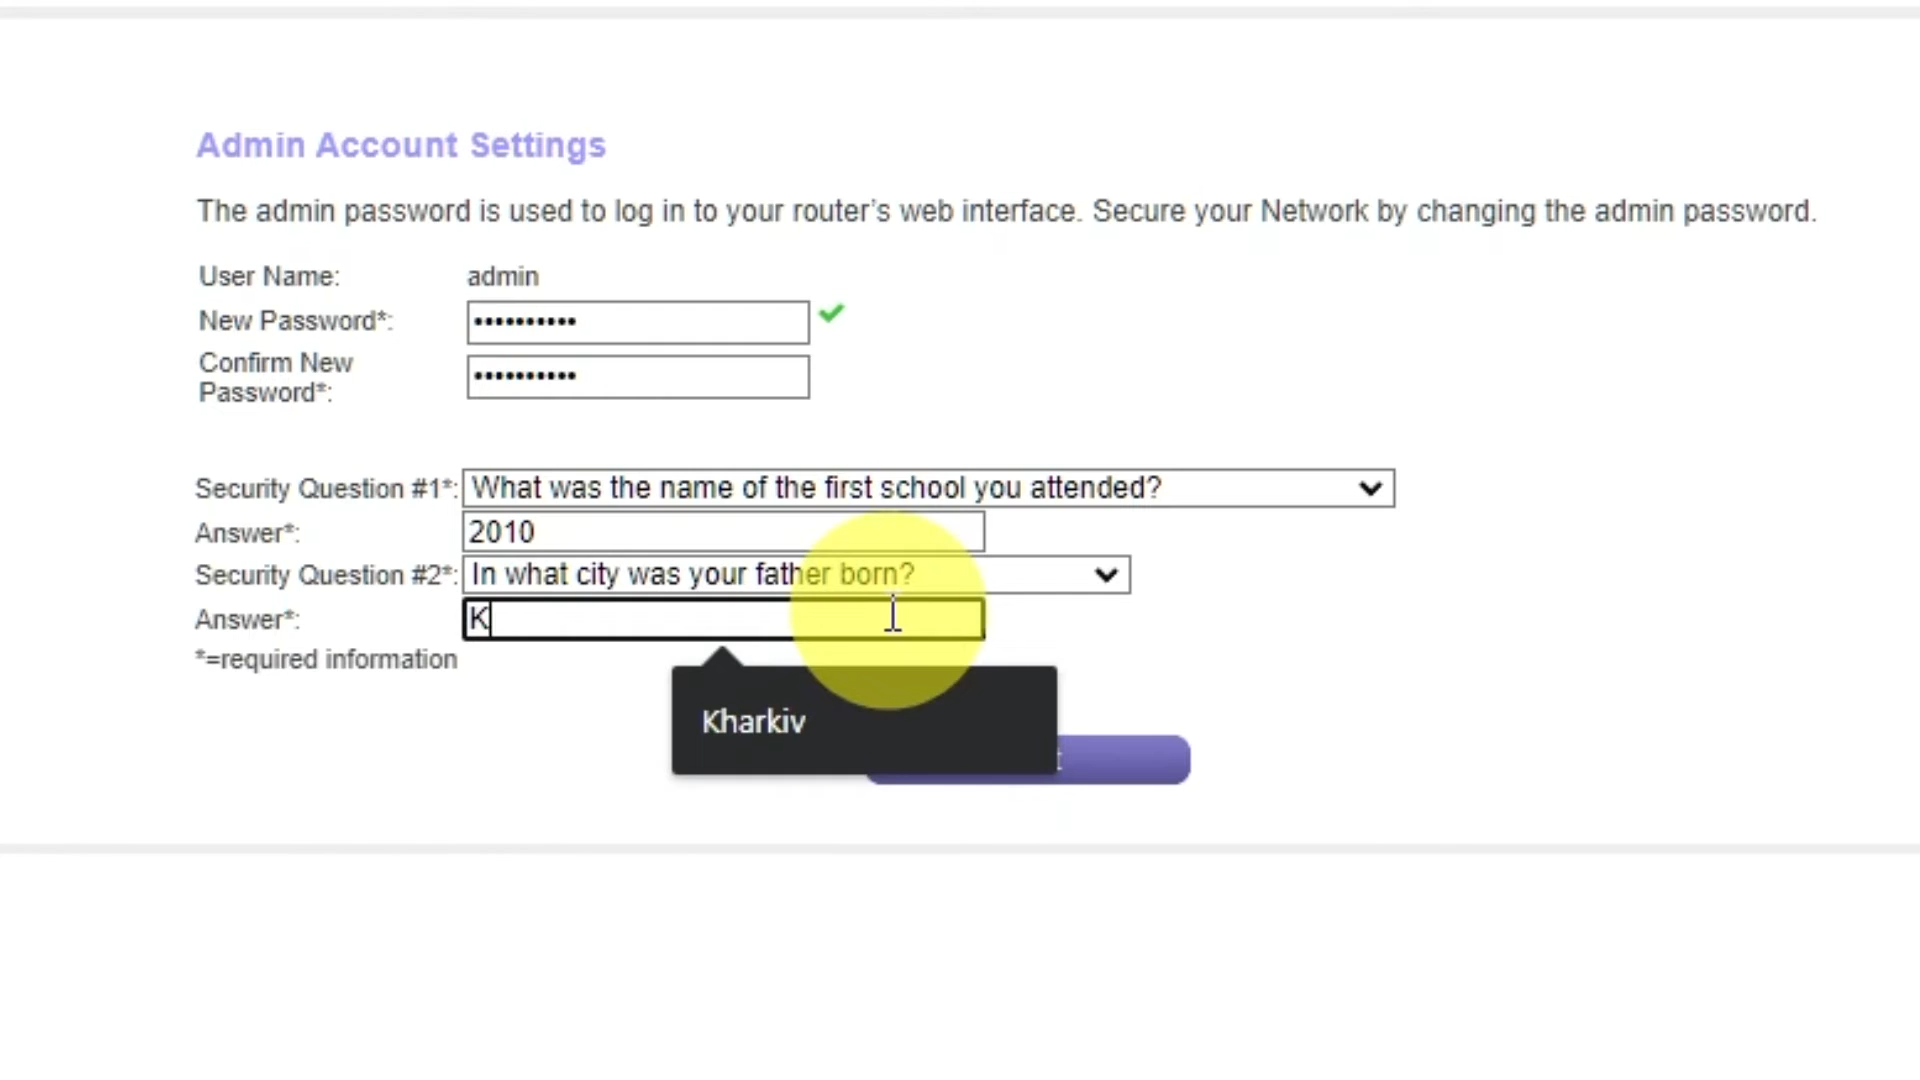 Admin Account Settings
The admin password is used to log in to your router's web interface. Secure your Network by changing the admin password.
User Name: admin
New Password*: ••••••••••
Confirm New
Password*: ••••••••••
Security Question #1*: What was the name of the first school you attended?
Answer*: 2010
Security Question #2*: In what city was your father born?
Answer*: K
*=required information
Kharkiv